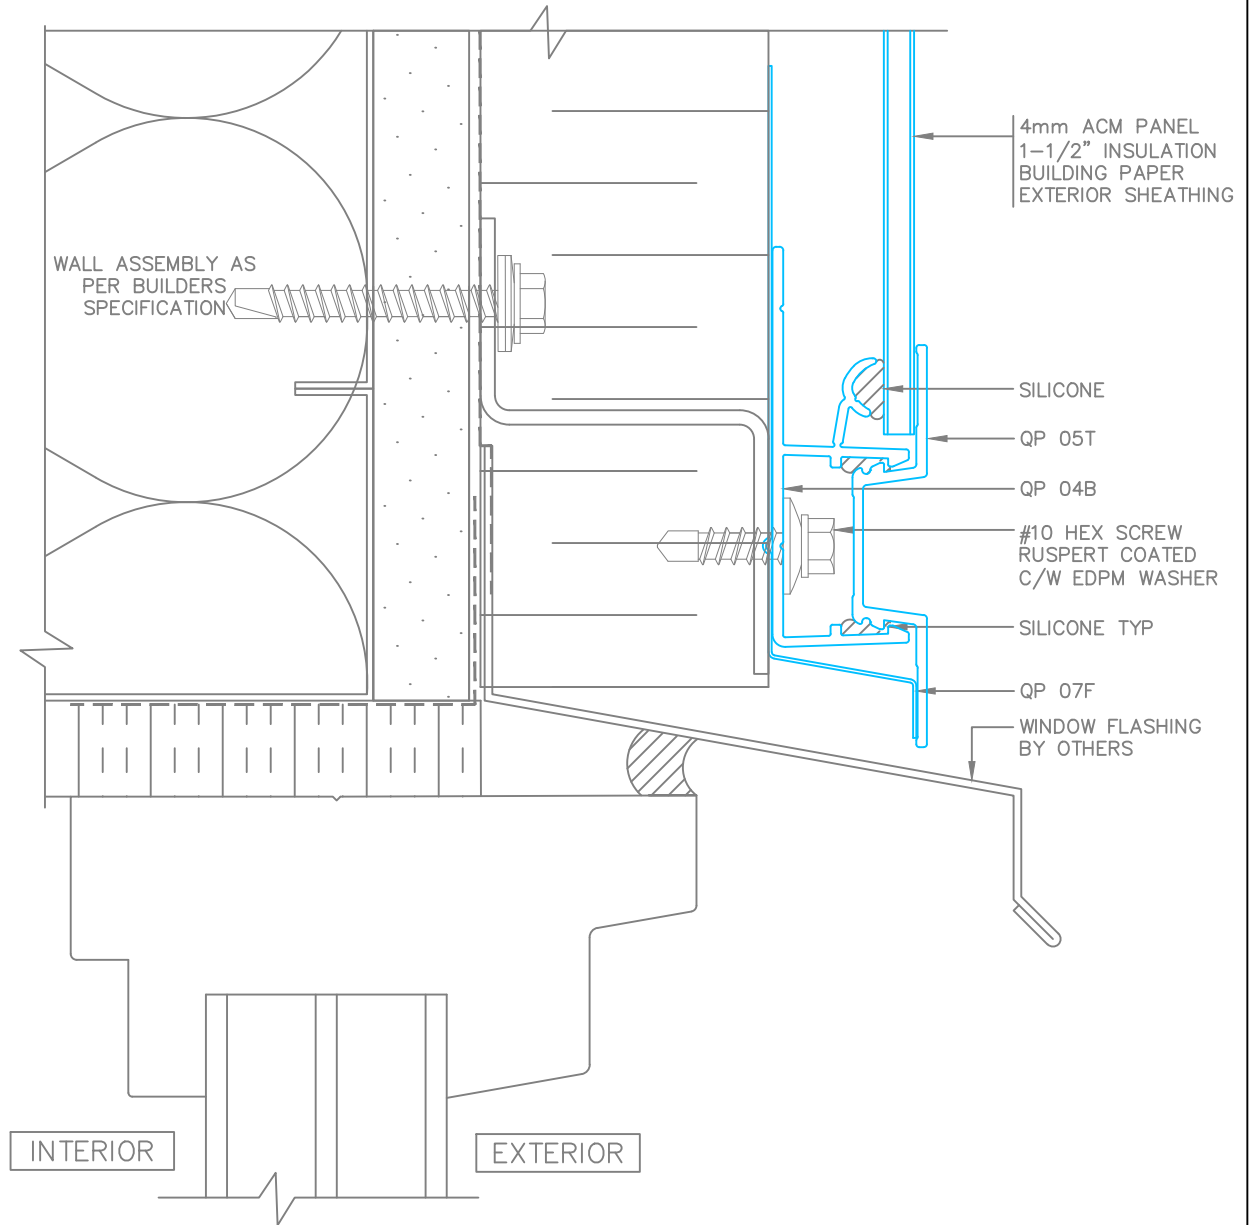 4mm ACM PANEL
1-1/2" INSULATION
BUILDING PAPER
EXTERIOR SHEATHING
WALL ASSEMBLY AS
PER BUILDERS
SPECIFICATION
SILICONE
QP 05T
QP 04B
#10 HEX SCREW
RUSPERT COATED
C/W EDPM WASHER
SILICONE TYP
QP 07F
WINDOW FLASHING
BY OTHERS
INTERIOR
EXTERIOR